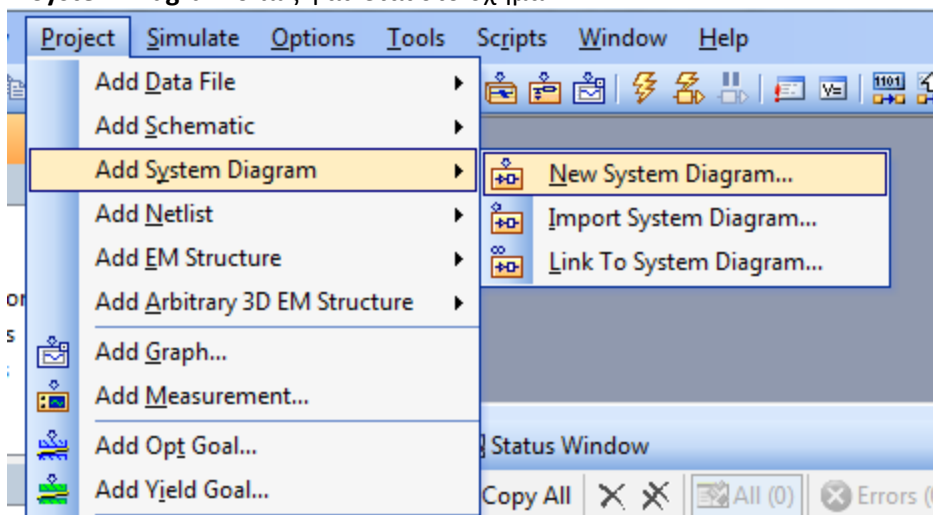 Project Simulate Options Tools Scripts Window Help
Add Data File
Add Schematic
Add System Diagram
New System Diagram...
Add Netlist
Import System Diagram...
Add EM Structure
Link To System Diagram...
Add Arbitrary 3D EM Structure
Add Graph...
Add Measurement...
Add Opt Goal...
Status Window
Add Yield Goal...
Copy All All (0) Errors